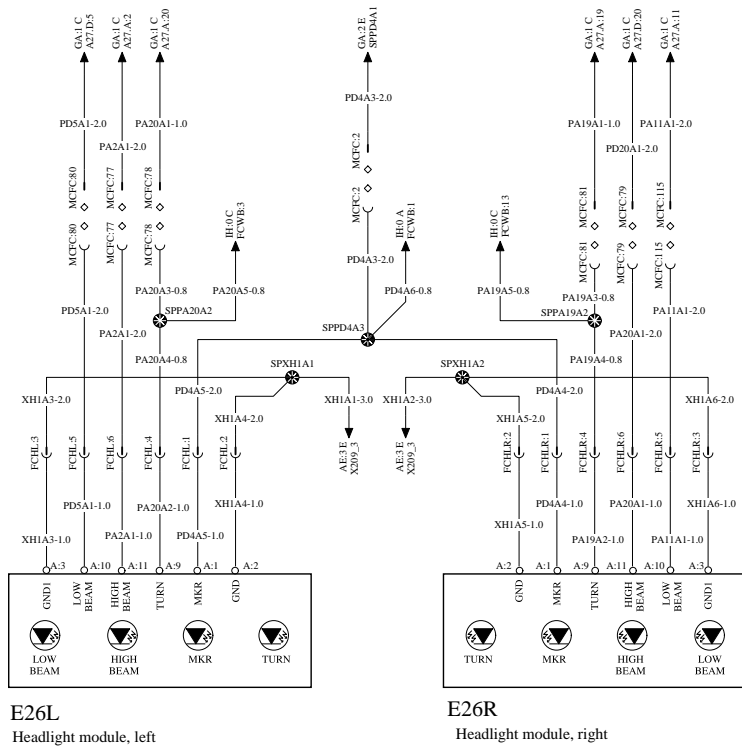 GA:1 C
A27.D:5
GA:1 C
A27.A:2
GA:1 C
A27.A:20
GA:2 E
SPPD4A1
GA:1 C
A27.A:19
GA:1 C
A27.D:20
GA:1 C
A27.A:11
PD5A1-2.0
PA2A1-2.0
PA20A1-1.0
PD4A3-2.0
PA19A1-1.0
PD20A1-2.0
PA11A1-2.0
MCFC:80
MCFC:77
MCFC:78
MCFC:2
MCFC:81
MCFC:79
MCFC:115
MCFC:80
MCFC:77
MCFC:78
MCFC:2
MCFC:81
MCFC:79
MCFC:115
IH:0 C
FCWB:3
IH:0 A
FCWB:1
IH:0 C
FCWB:13
PD4A3-2.0
PA20A3-0.8
PA20A5-0.8
PD4A6-0.8
PA19A5-0.8
PA19A3-0.8
PD5A1-2.0
SPPA20A2
SPPA19A2
PA11A1-2.0
PA2A1-2.0
SPPD4A3
PA20A1-2.0
PA20A4-0.8
PA19A4-0.8
SPXH1A1
SPXH1A2
XH1A3-2.0
PD4A5-2.0
XH1A1-3.0
XH1A2-3.0
PD4A4-2.0
XH1A6-2.0
XH1A4-2.0
XH1A5-2.0
FCHL:3
FCHL:5
FCHL:6
FCHL:4
FCHL:1
FCHL:2
AE:3 E
X209_3
AE:3 E
X209_3
FCHLR:2
FCHLR:1
FCHLR:4
FCHLR:6
FCHLR:5
FCHLR:3
PD5A1-1.0
PA20A2-1.0
XH1A4-1.0
PD4A4-1.0
PA20A1-1.0
XH1A6-1.0
XH1A3-1.0
PA2A1-1.0
PD4A5-1.0
XH1A5-1.0
PA19A2-1.0
PA11A1-1.0
A:3
A:10
A:11
A:9
A:1
A:2
A:2
A:1
A:9
A:11
A:10
A:3
GND1
LOW
BEAM
HIGH
BEAM
TURN
MKR
GND
GND
MKR
TURN
HIGH
BEAM
LOW
BEAM
GND1
LOW
BEAM
HIGH
BEAM
MKR
TURN
TURN
MKR
HIGH
BEAM
LOW
BEAM
E26L
Headlight module, left
E26R
Headlight module, right